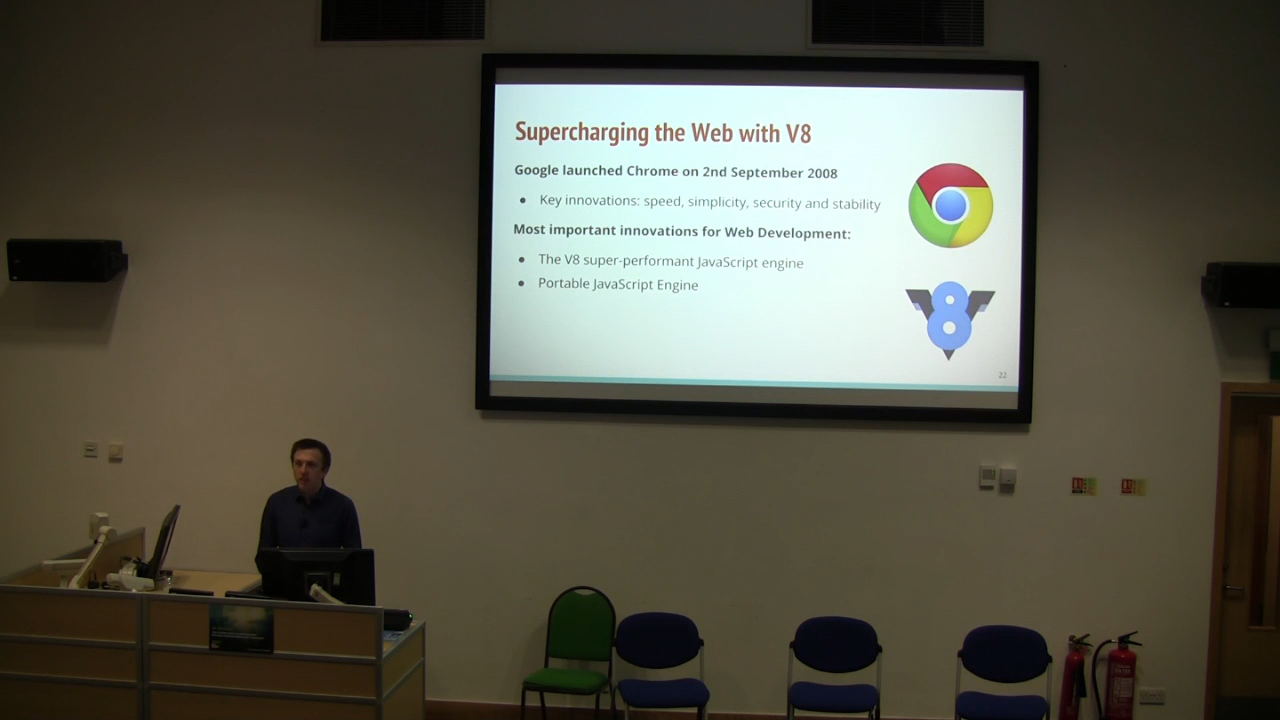 Supercharging the Web with V8
Google launched Chrome on 2nd September 2008
● Key innovations: speed, simplicity, security and stability
Most important innovations for Web Development:
● The V8 super-performant JavaScript engine
● Portable JavaScript Engine
V8
22